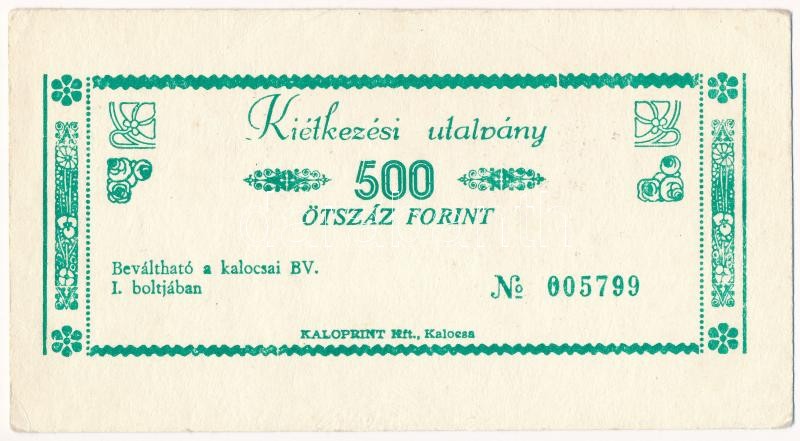 Kiétkezési utalvány
500
ÖTSZÁZ FORINT
Beváltható a kalocsai BV.
I. boltjában
№ 005799
KALOPRINT Kft., Kalocsa